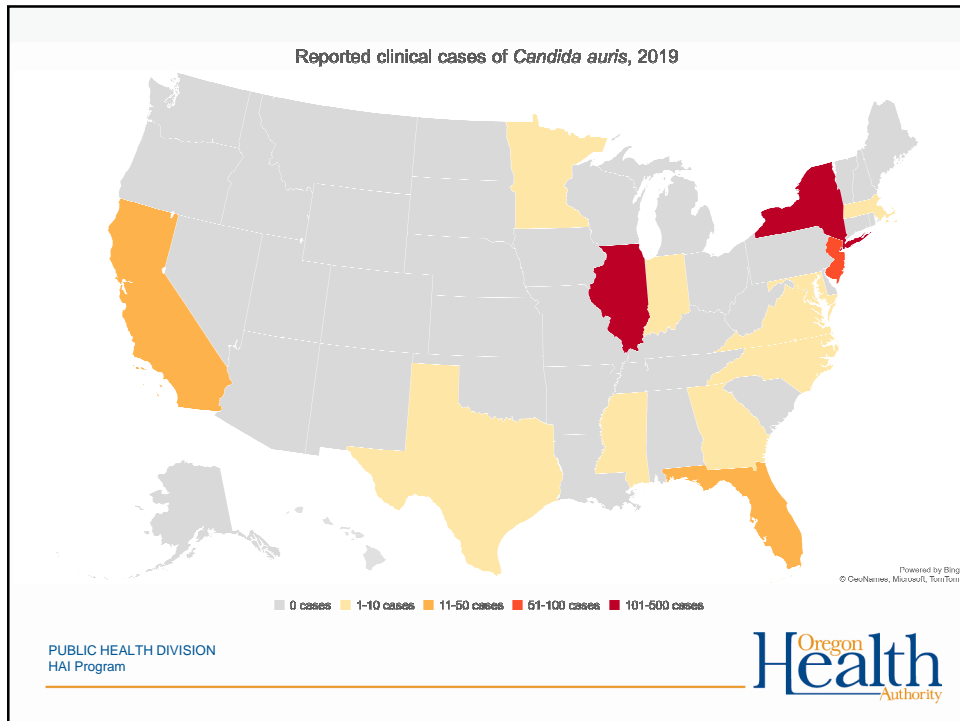 Reported clinical cases of Candida auris, 2019
Powered by Bing
© GeoNames, Microsoft, TomTom
0 cases 1-10 cases 11-50 cases 51-100 cases 101-500 cases
PUBLIC HEALTH DIVISION
HAI Program
Oregon
Health
Authority